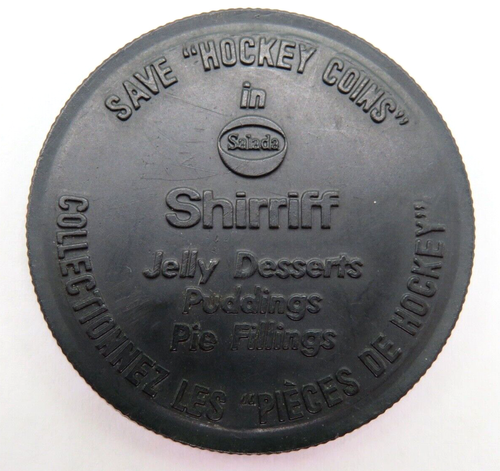 SAVE "HOCKEY COINS"
in
Salada
Shirriff
Jelly Desserts
Puddings
Pie Fillings
COLLECTIONNEZ LES "PIÈCES DE HOCKEY"